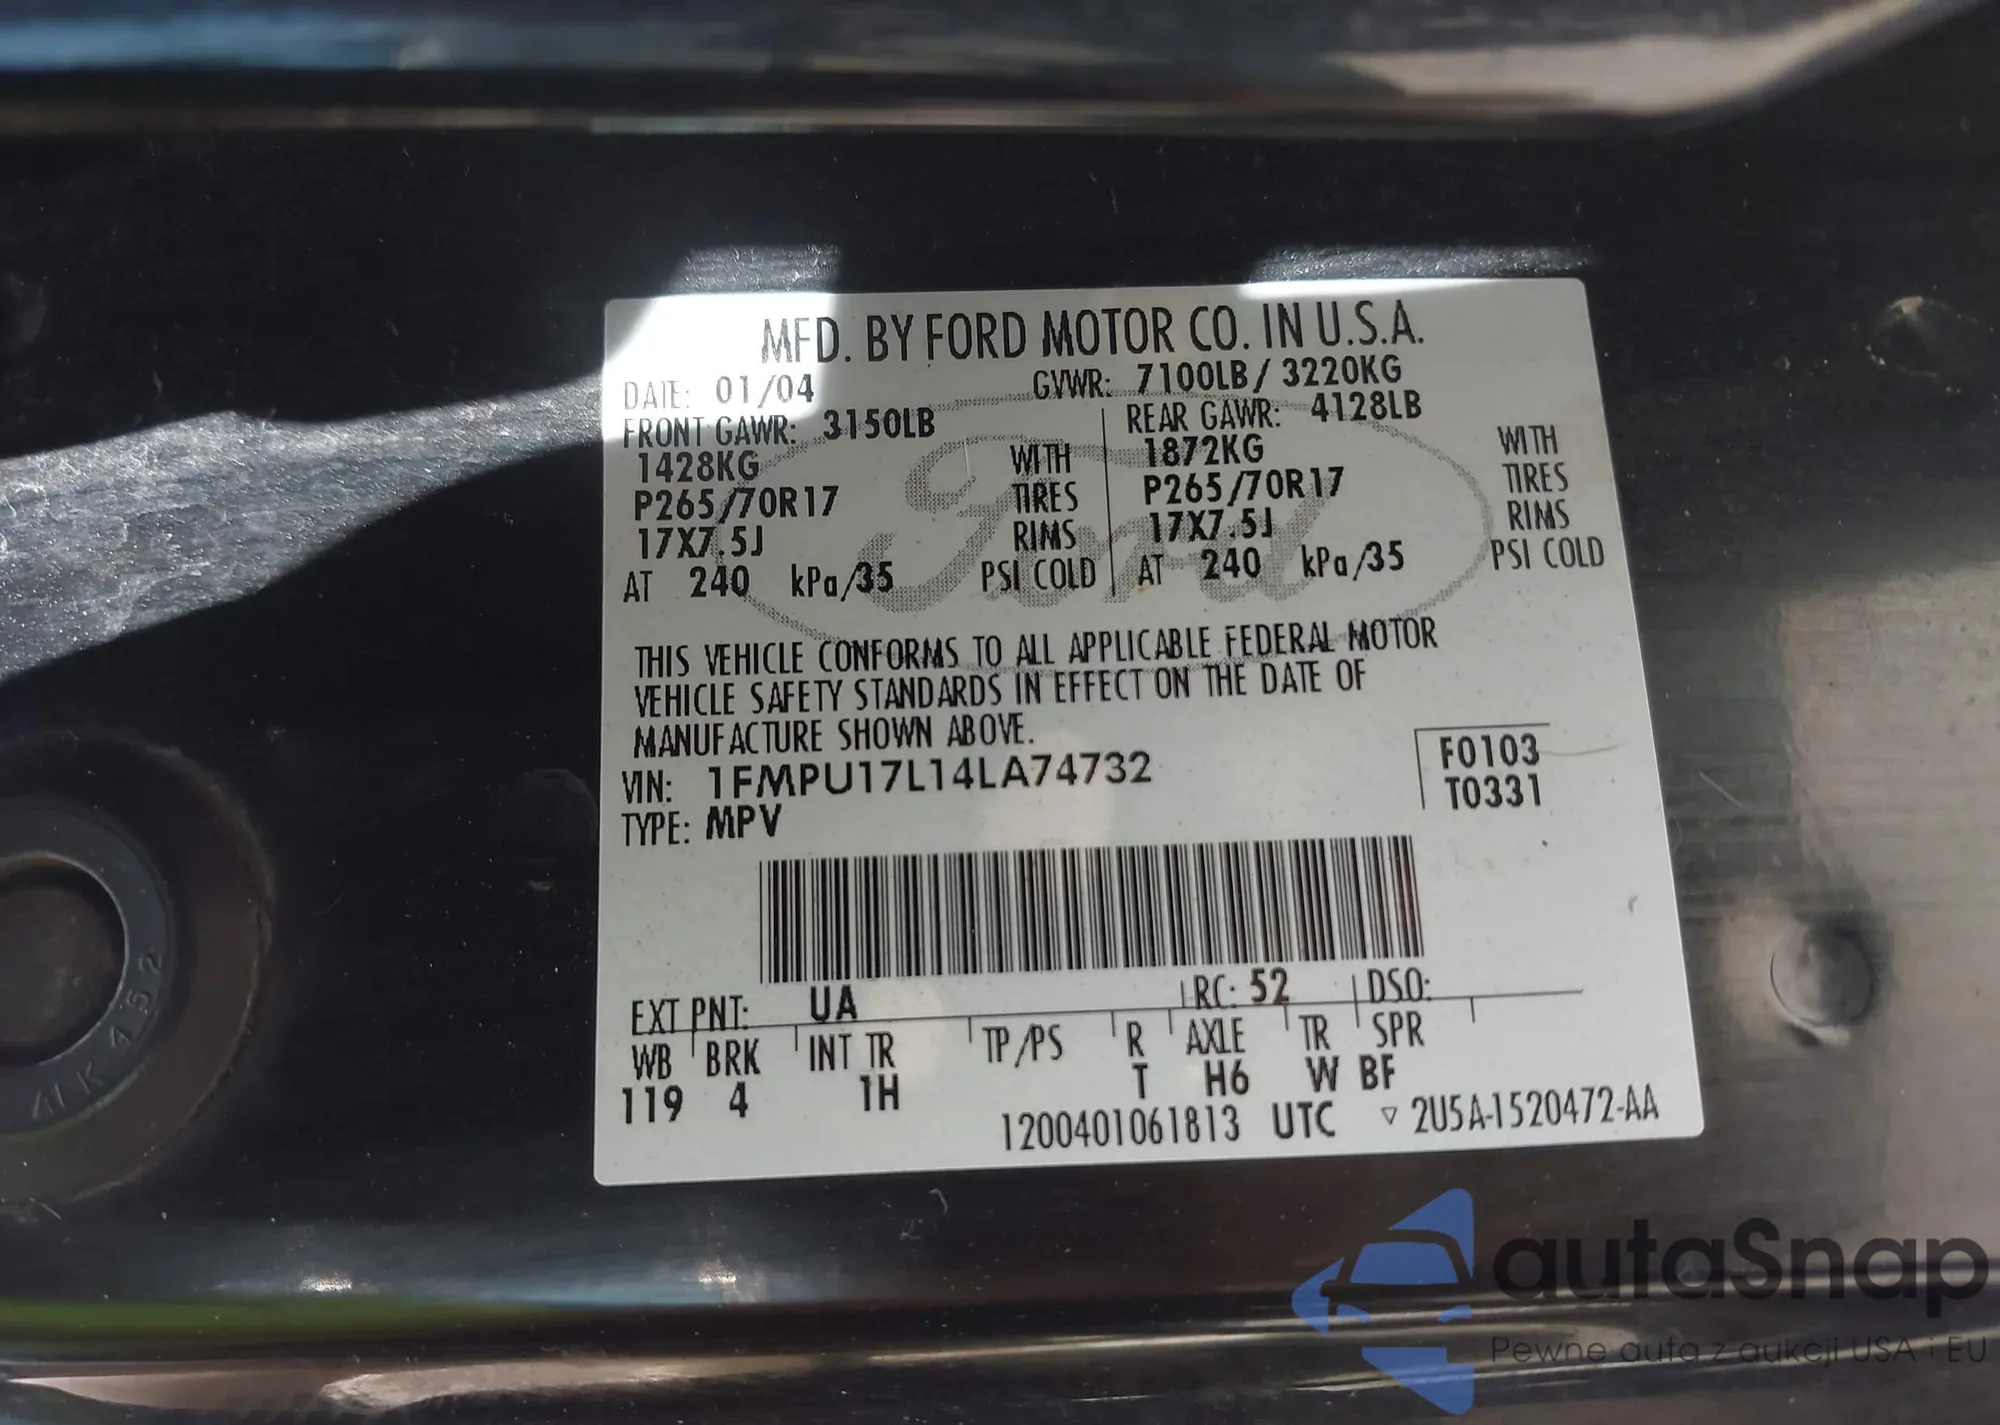 MFD. BY FORD MOTOR CO. IN U.S.A.
DATE: 01/04 GVWR: 7100LB/ 3220KG
FRONT GAWR: 3150LB REAR GAWR: 4128LB
1428KG WITH 1872KG WITH
P265/70R17 TIRES P265/70R17 TIRES
17X7.5J RIMS 17X7.5J RIMS
AT 240 kPa/35 PSI COLD AT 240 kPa/35 PSI COLD
Ford
THIS VEHICLE CONFORMS TO ALL APPLICABLE FEDERAL MOTOR
VEHICLE SAFETY STANDARDS IN EFFECT ON THE DATE OF
MANUFACTURE SHOWN ABOVE.
VIN: 1FMPU17L14LA74732 F0103
TYPE: MPV T0331
EXT PNT: UA RC: 52 DSO:
WB BRK INT TR TP/PS R AXLE TR SPR
119 4 1H T H6 W BF
1200401061813 UTC ▽ 2U5A-1520472-AA
autaSnap
Pewne auta z aukcji USA i EU